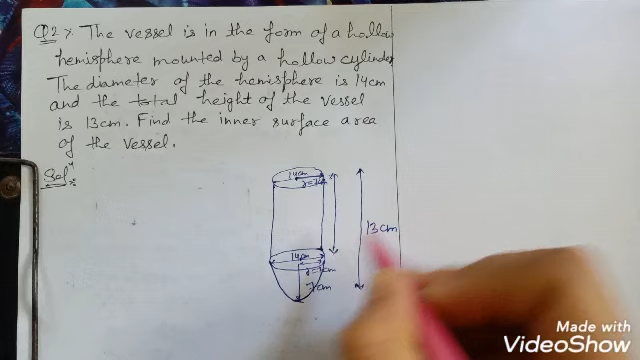 Q2 > The vessel is in the form of a hollow
hemisphere mounted by a hollow cylinder
The diameter of the hemisphere is 14cm
and the total height of the vessel
is 13cm. Find the inner surface area
of the vessel.
Solⁿ:
14cm
13cm
14cm
7cm
Made with
VideoShow